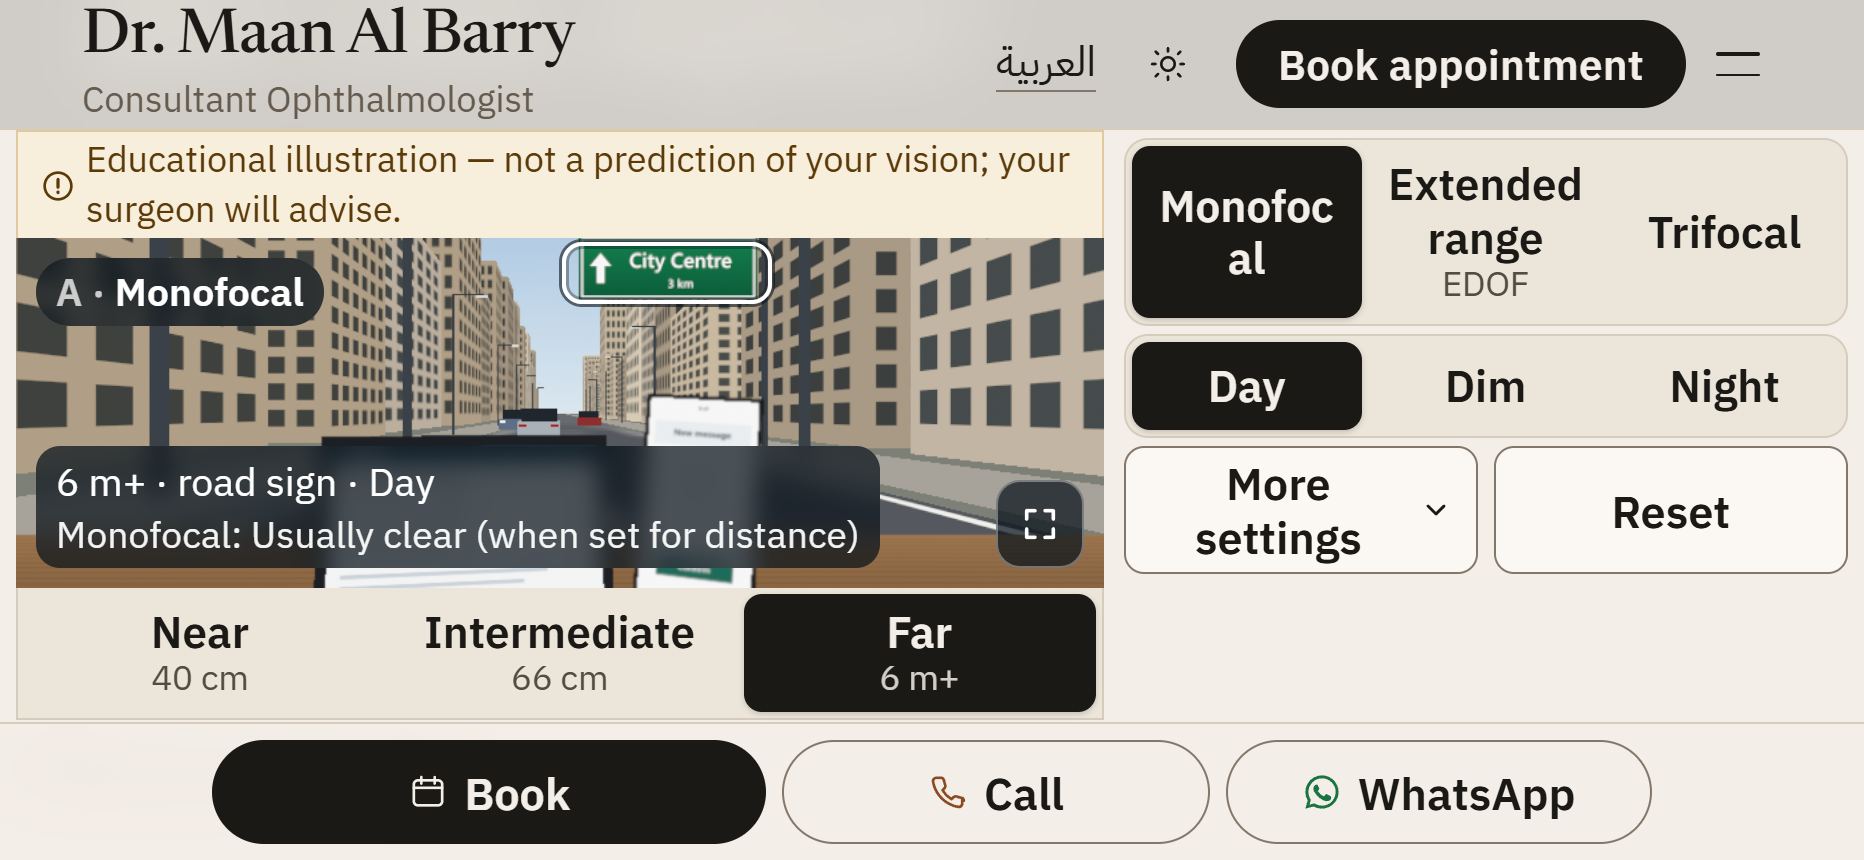 Dr. Maan Al Barry
Consultant Ophthalmologist
العربية
Book appointment
Educational illustration — not a prediction of your vision; your
surgeon will advise.
A · Monofocal
City Centre
3 km
New message
6 m+ · road sign · Day
Monofocal: Usually clear (when set for distance)
Near
40 cm
Intermediate
66 cm
Far
6 m+
Monofoc
al
Extended
range
EDOF
Trifocal
Day
Dim
Night
More
settings
Reset
Book
Call
WhatsApp